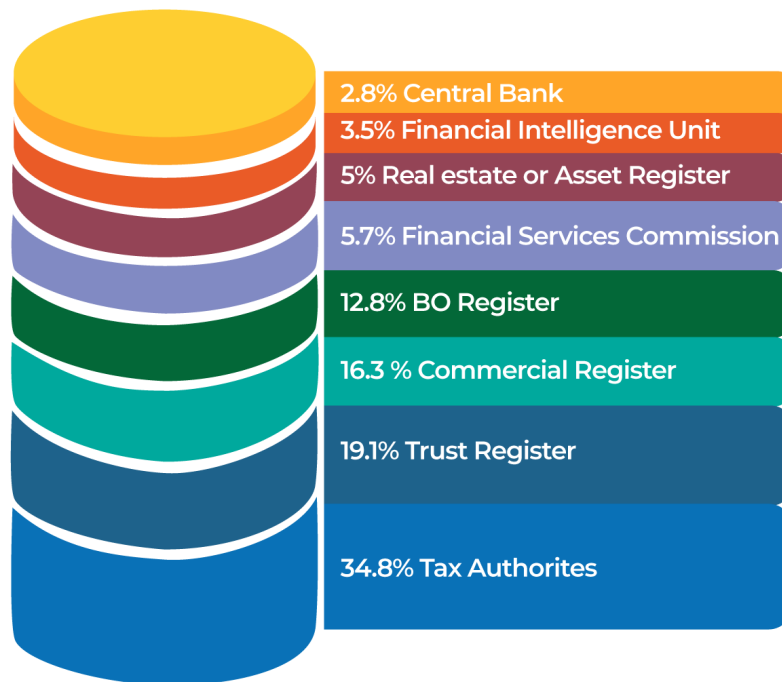 2.8% Central Bank
3.5% Financial Intelligence Unit
5% Real estate or Asset Register
5.7% Financial Services Commission
12.8% BO Register
16.3 % Commercial Register
19.1% Trust Register
34.8% Tax Authorites